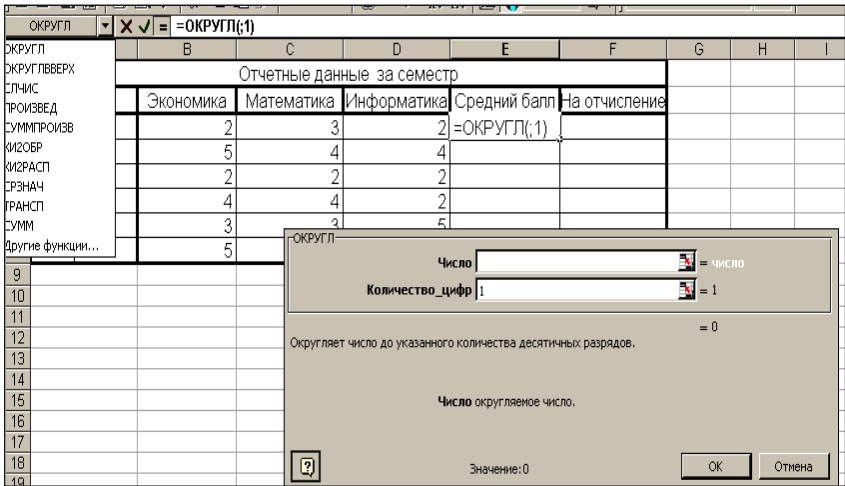 ОКРУГЛ =ОКРУГЛ(;1)
ОКРУГЛ
ОКРУГЛВВЕРХ
СЛЧИС
ПРОИЗВЕД
СУММПРОИЗВ
ХИ2ОБР
ХИ2РАСП
СРЗНАЧ
ТРАНСП
СУММ
Другие функции...
B C D E F G H I
Отчетные данные за семестр
Экономика Математика Информатика Средний балл На отчисление
2 3 2 =ОКРУГЛ(;1)
5 4 4
2 2 2
4 4 2
3 3 5
5
9
10
11
12
13
14
15
16
17
18
19
ОКРУГЛ
Число = число
Количество_цифр 1 = 1
= 0
Округляет число до указанного количества десятичных разрядов.
Число округляемое число.
Значение:0 ОК Отмена